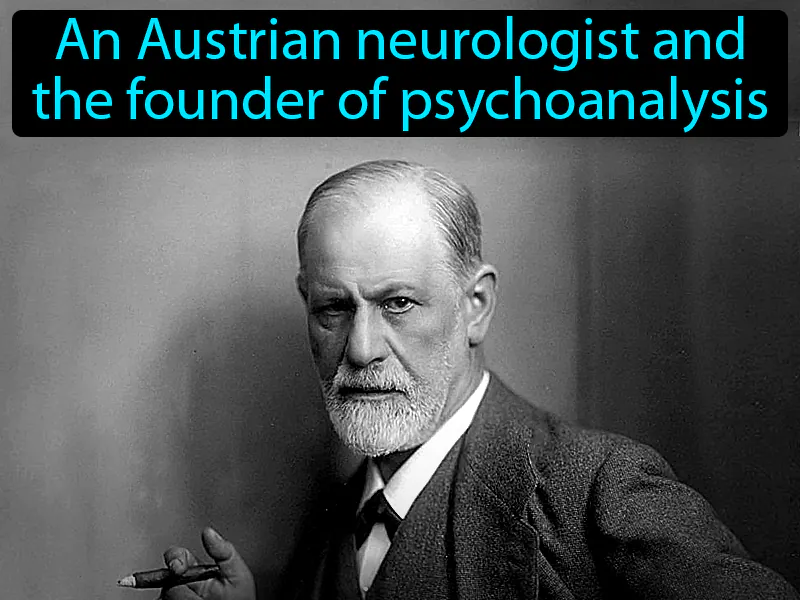 An Austrian neurologist and
the founder of psychoanalysis